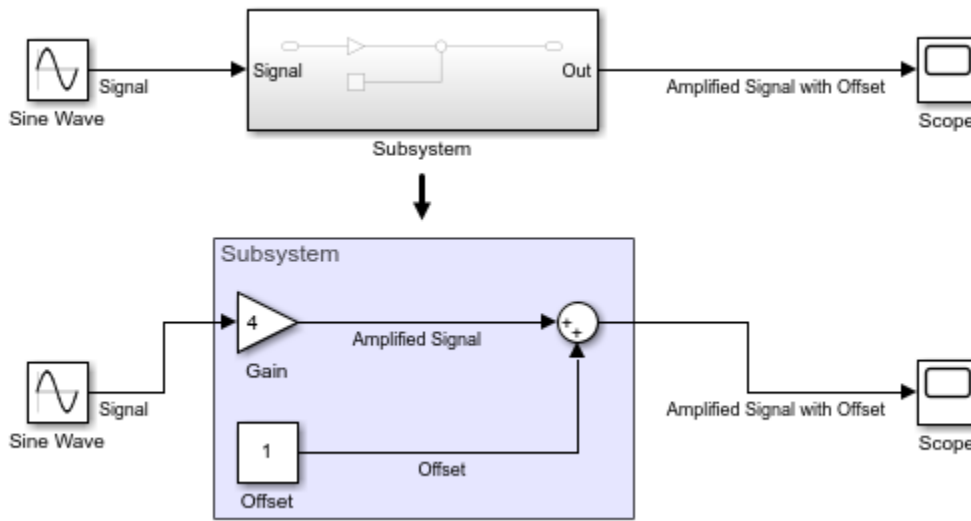 Signal
Out
Signal
Amplified Signal with Offset
Sine Wave
Scope
Subsystem
Subsystem
4
+
+
Amplified Signal
Gain
Signal
Amplified Signal with Offset
Sine Wave
Scope
1
Offset
Offset